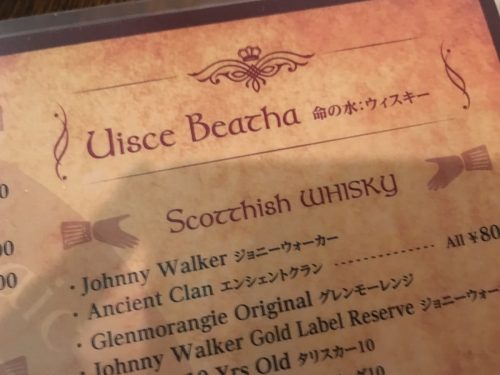 Uisce Beatha 命の水:ウィスキー
Scotthish WHISKY
・Johnny Walker ジョニーウォーカー
・Ancient Clan エンシェントクラン ............... All ¥80
・Glenmorangie Original グレンモーレンジ
・Johnny Walker Gold Label Reserve ジョニーウォー
Yrs Old タリスカー10